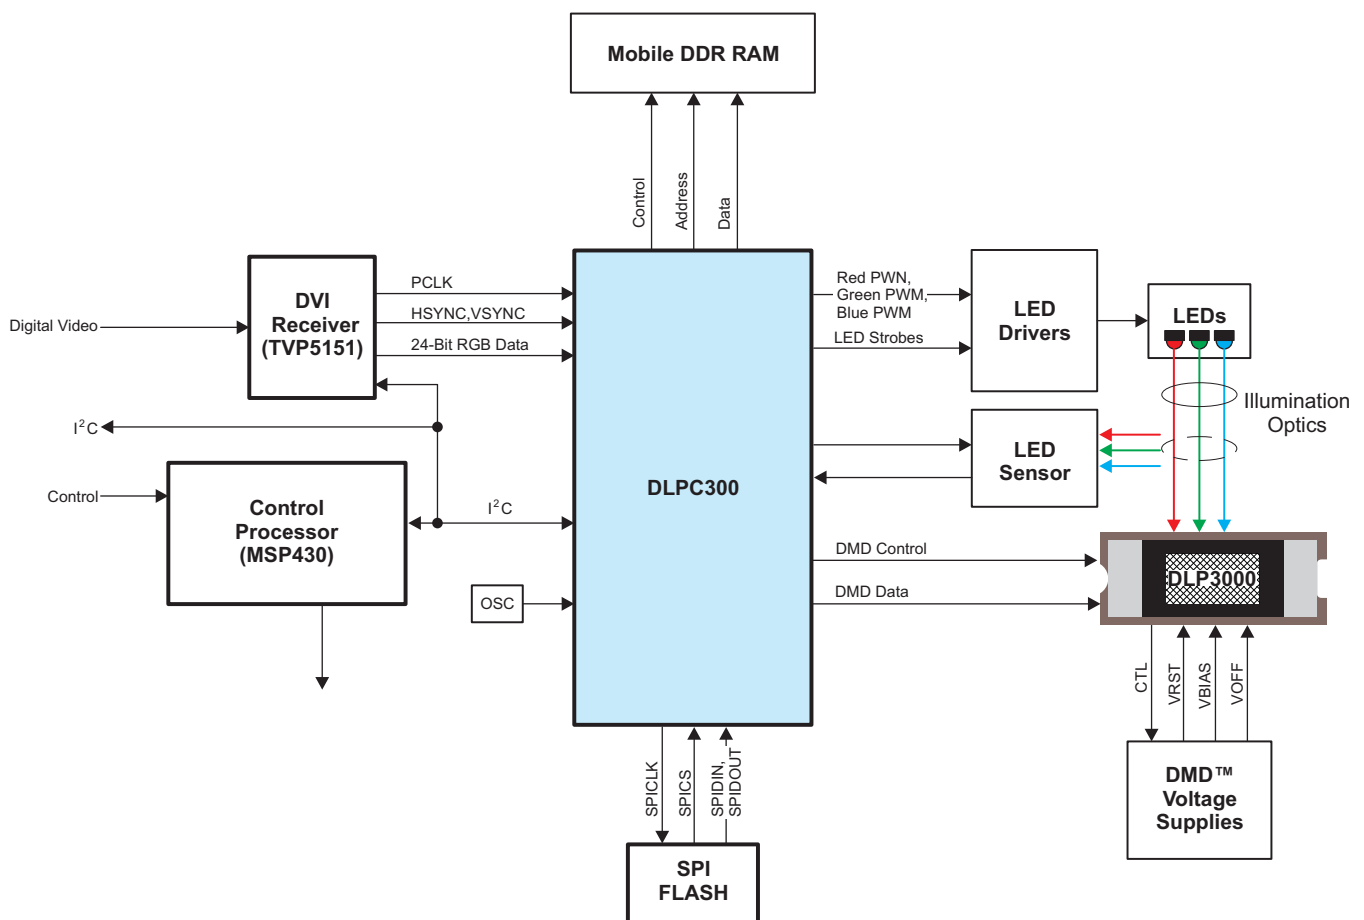 Mobile DDR RAM
Control
Address
Data
DVI
Receiver
(TVP5151)
Digital Video
PCLK
HSYNC,VSYNC
24-Bit RGB Data
I²C
Control
Control
Processor
(MSP430)
I²C
OSC
DLPC300
Red PWN,
Green PWM,
Blue PWM
LED Strobes
LED
Drivers
LEDs
Illumination
Optics
LED
Sensor
DMD Control
DMD Data
DLP3000
CTL
VRST
VBIAS
VOFF
DMD™
Voltage
Supplies
SPICLK
SPICS
SPIDIN,
SPIDOUT
SPI
FLASH